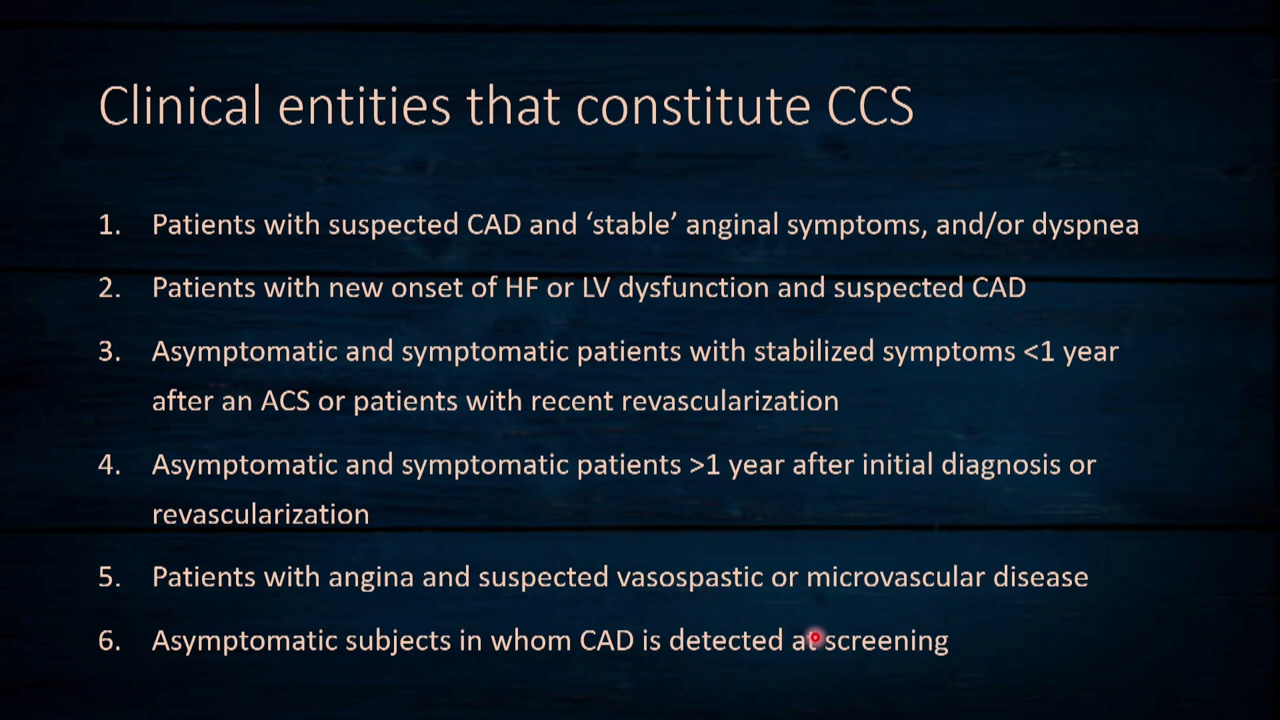 Clinical entities that constitute CCS
1. Patients with suspected CAD and ‘stable’ anginal symptoms, and/or dyspnea
2. Patients with new onset of HF or LV dysfunction and suspected CAD
3. Asymptomatic and symptomatic patients with stabilized symptoms <1 year
after an ACS or patients with recent revascularization
4. Asymptomatic and symptomatic patients >1 year after initial diagnosis or
revascularization
5. Patients with angina and suspected vasospastic or microvascular disease
6. Asymptomatic subjects in whom CAD is detected at screening